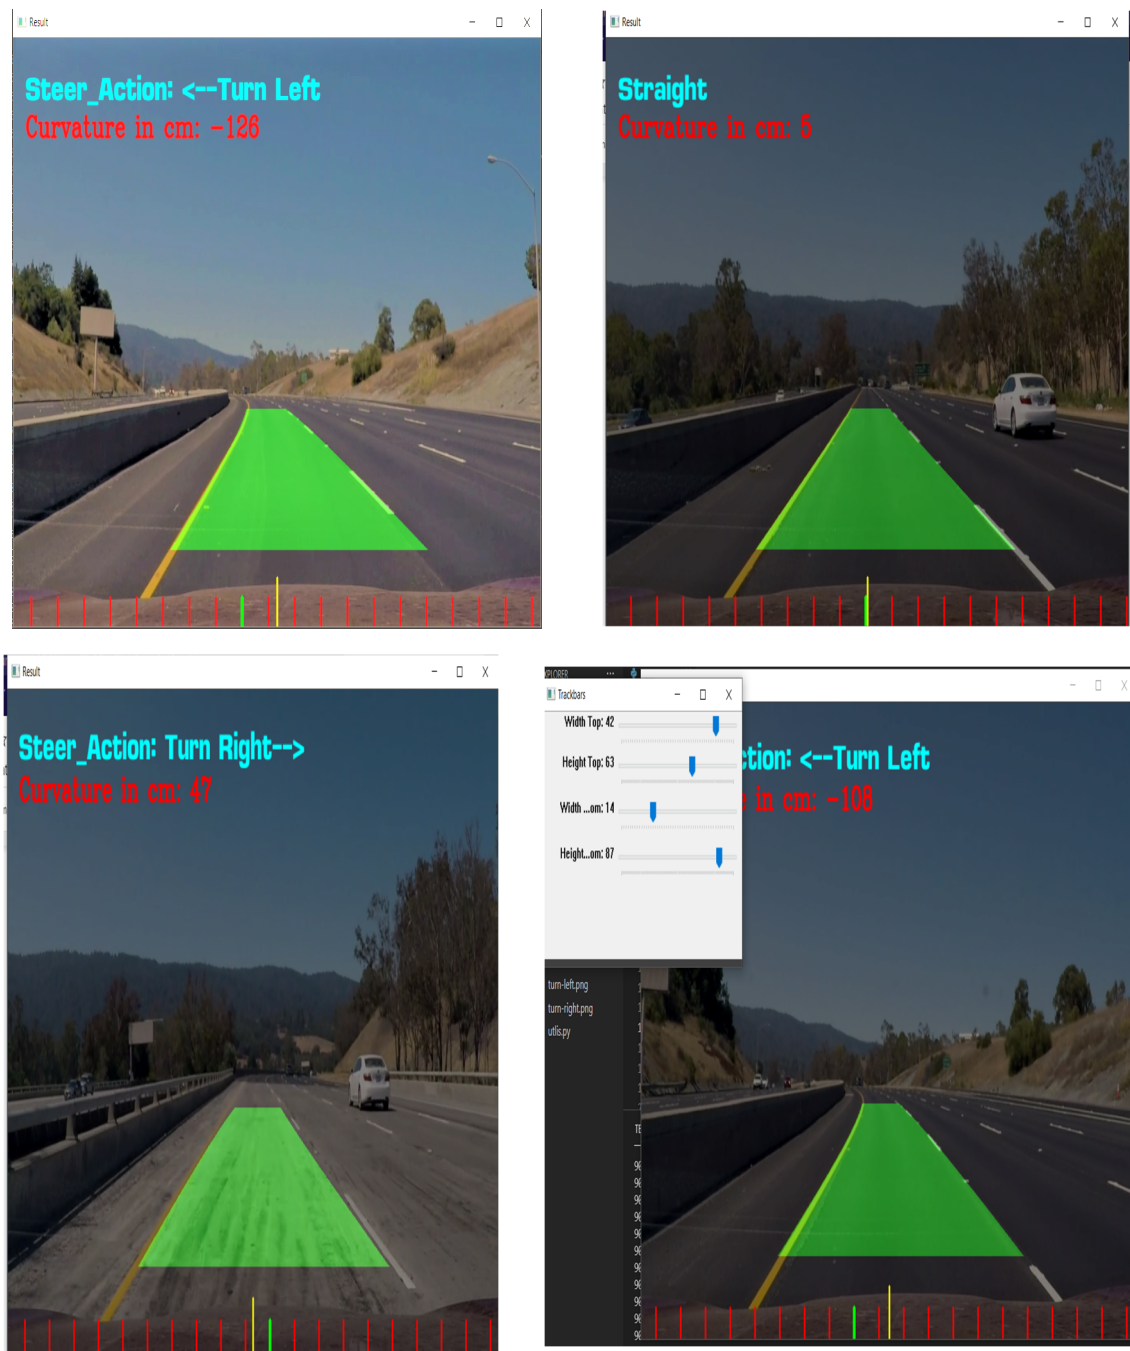 Result
Steer_Action: <--Turn Left
Curvature in cm: -126
Result
Straight
Curvature in cm: 5
Result
Steer_Action: Turn Right-->
Curvature in cm: 47
XPLORER ...
Trackbars
Width Top: 42
Height Top: 63
Width ...om: 14
Height...om: 87
ction: <--Turn Left
in cm: -108
turn-left.png
turn-right.png
utlis.py